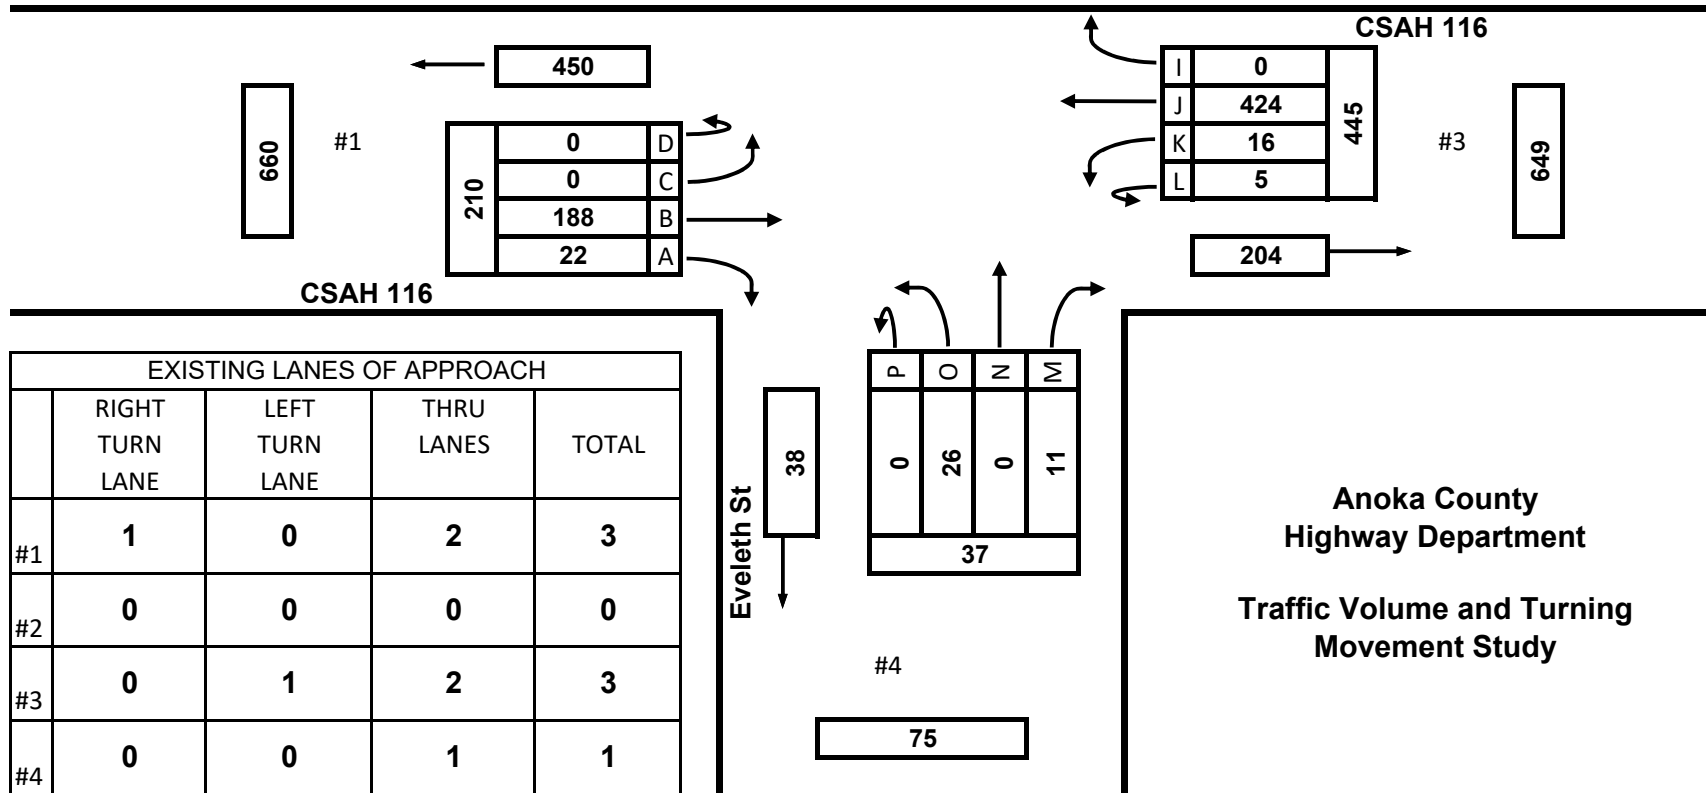 CSAH 116
450
660
#1
210
0 D
0 C
188 B
22 A
CSAH 116
I 0
J 424
K 16
L 5
445
#3
649
204
EXISTING LANES OF APPROACH
RIGHT TURN LANE
LEFT TURN LANE
THRU LANES
TOTAL
#1 1 0 2 3
#2 0 0 0 0
#3 0 1 2 3
#4 0 0 1 1
Eveleth St
38
P O N M
0 26 0 11
37
#4
75
Anoka County
Highway Department
Traffic Volume and Turning
Movement Study